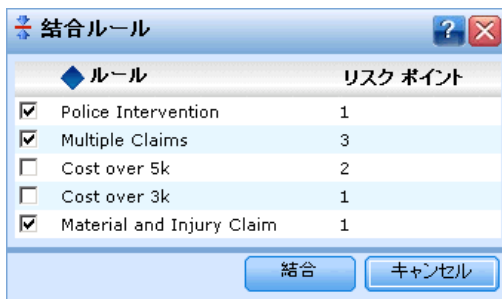 結合ルール ?
ルール リスク ポイント
Police Intervention 1
Multiple Claims 3
Cost over 5k 2
Cost over 3k 1
Material and Injury Claim 1
結合 キャンセル